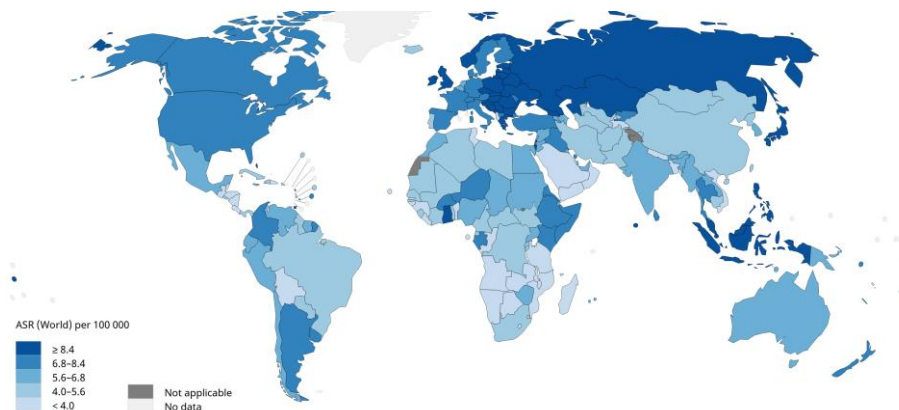 ASR (World) per 100 000
≥ 8.4
6.8–8.4
5.6–6.8
4.0–5.6
< 4.0
Not applicable
No data